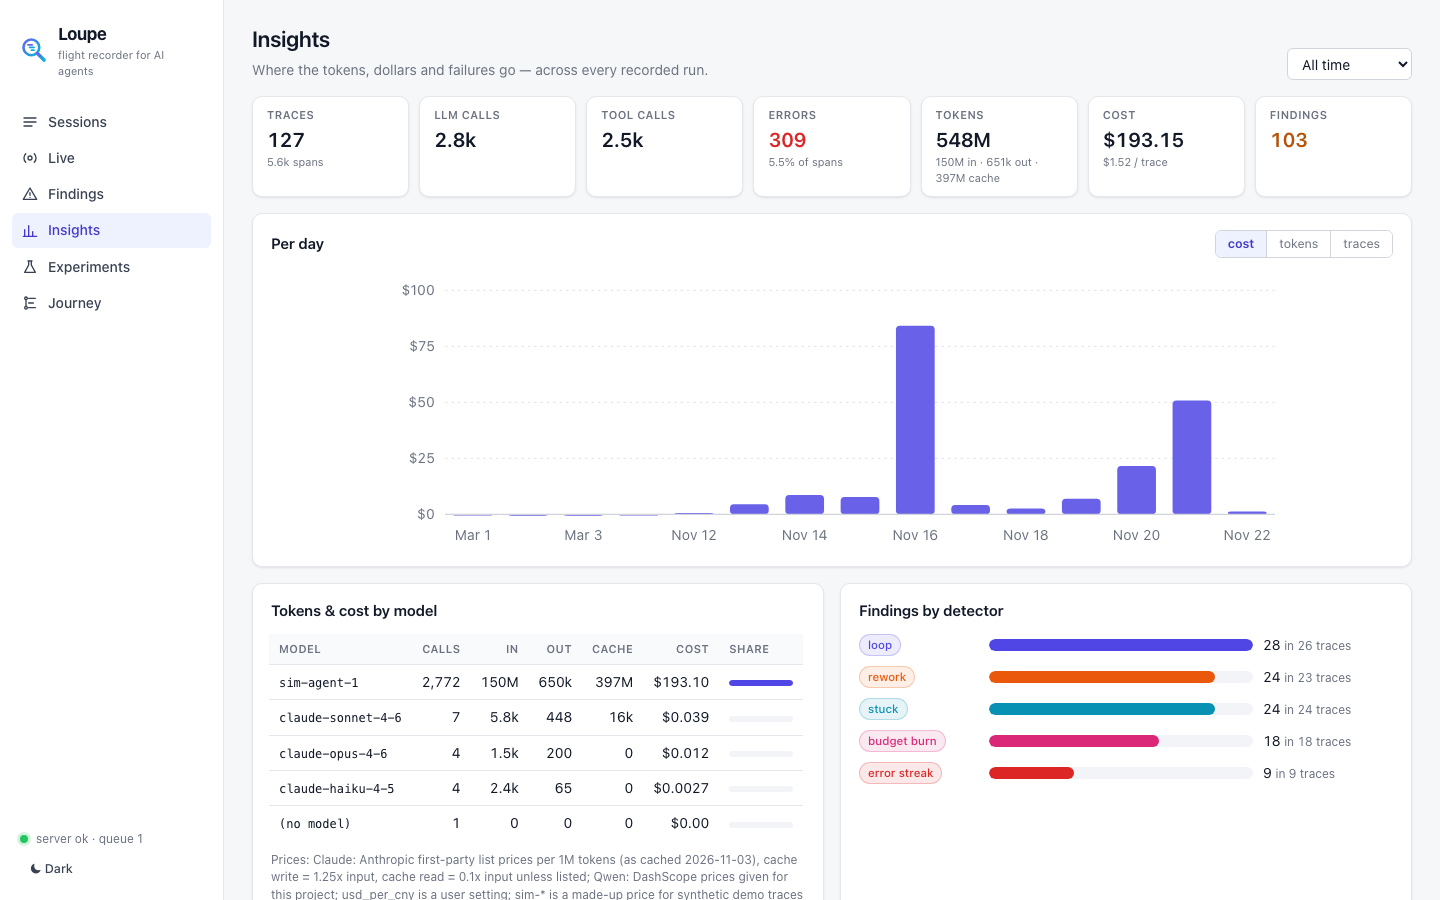 Loupe
flight recorder for AI
agents
Sessions
Live
Findings
Insights
Experiments
Journey
server ok · queue 1
Dark
Insights
Where the tokens, dollars and failures go — across every recorded run.
All time
TRACES
127
5.6k spans
LLM CALLS
2.8k
TOOL CALLS
2.5k
ERRORS
309
5.5% of spans
TOKENS
548M
150M in · 651k out ·
397M cache
COST
$193.15
$1.52 / trace
FINDINGS
103
Per day
cost tokens traces
$100
$75
$50
$25
$0
Mar 1 Mar 3 Nov 12 Nov 14 Nov 16 Nov 18 Nov 20 Nov 22
Tokens & cost by model
MODEL CALLS IN OUT CACHE COST SHARE
sim-agent-1 2,772 150M 650k 397M $193.10
claude-sonnet-4-6 7 5.8k 448 16k $0.039
claude-opus-4-6 4 1.5k 200 0 $0.012
claude-haiku-4-5 4 2.4k 65 0 $0.0027
(no model) 1 0 0 0 $0.00
Prices: Claude: Anthropic first-party list prices per 1M tokens (as cached 2026-11-03), cache
write = 1.25x input, cache read = 0.1x input unless listed; Qwen: DashScope prices given for
this project; usd_per_cny is a user setting; sim-* is a made-up price for synthetic demo traces
Findings by detector
loop 28 in 26 traces
rework 24 in 23 traces
stuck 24 in 24 traces
budget burn 18 in 18 traces
error streak 9 in 9 traces